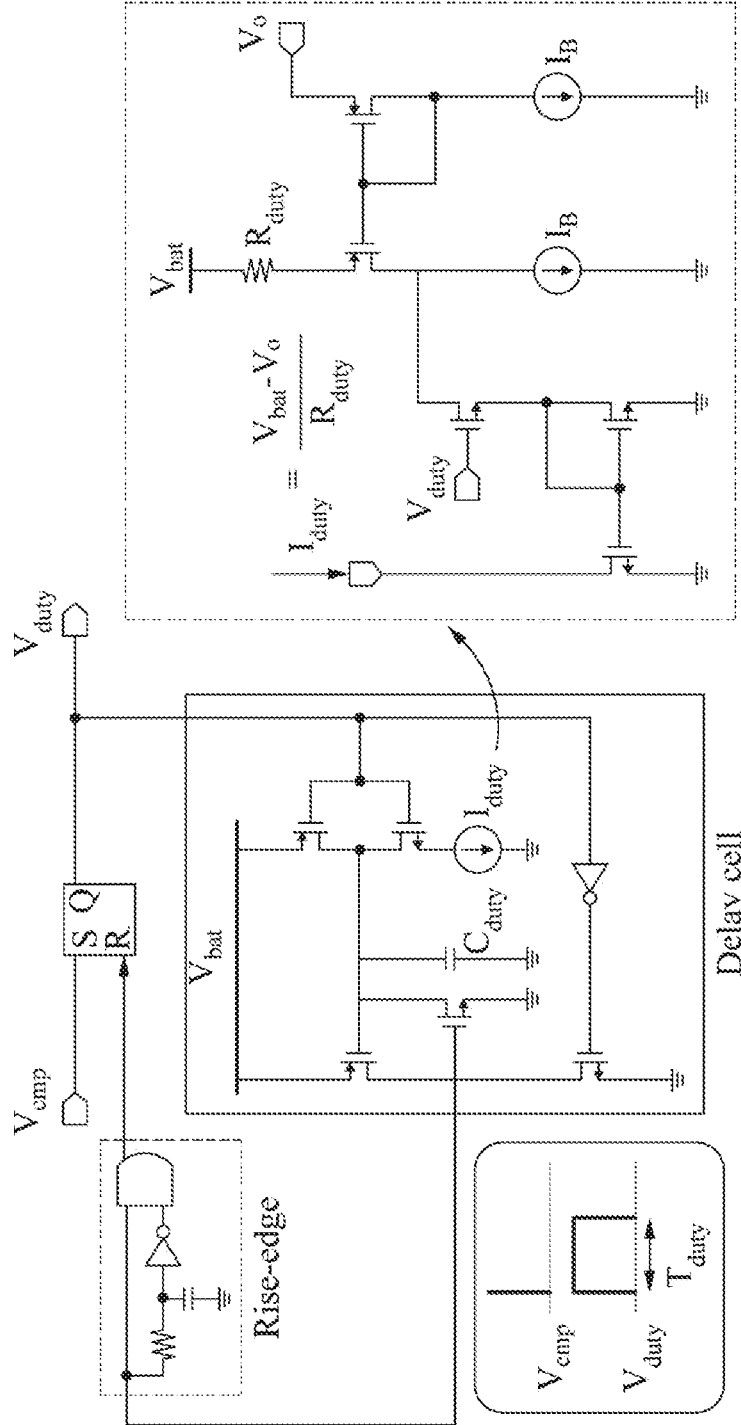 V_cmp
S Q
R
V_duty
Rise-edge
V_bat
C_duty
I_duty
Delay cell
V_cmp
V_duty
T_duty
I_duty = V_bat - V_o / R_duty
V_bat
R_duty
V_o
V_duty
I_B
I_B